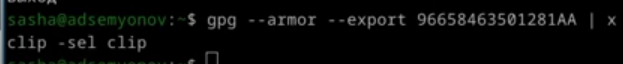 sasha@adsemyonov:~$ gpg --armor --export 96658463501281AA | x
clip -sel clip